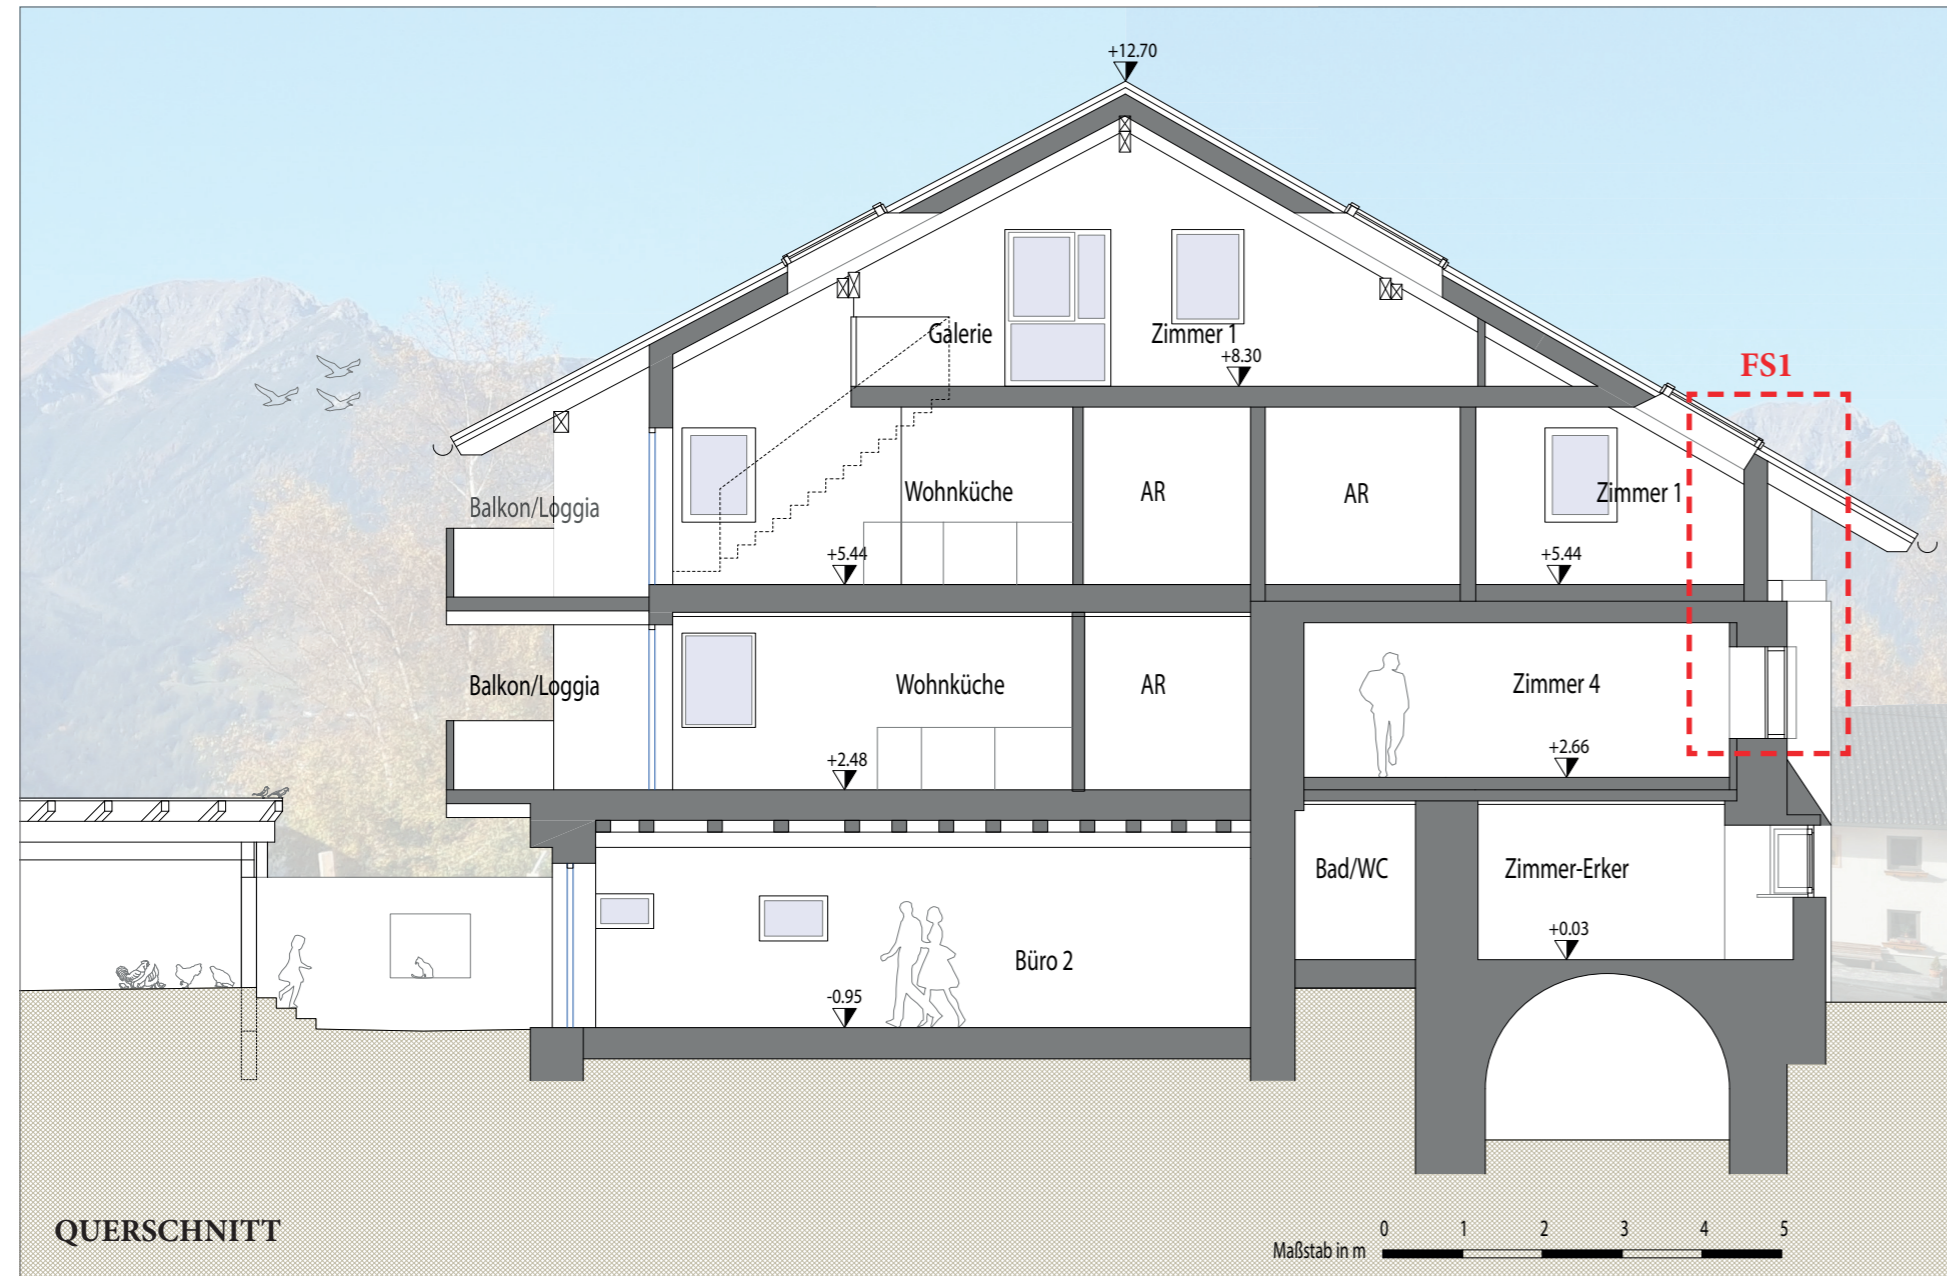 +12.70
Galerie
Zimmer 1
+8.30
FS1
Balkon/Loggia
Wohnküche
AR
AR
Zimmer 1
+5.44
+5.44
Balkon/Loggia
Wohnküche
AR
Zimmer 4
+2.48
+2.66
Bad/WC
Zimmer-Erker
+0.03
Büro 2
-0.95
QUERSCHNITT
Maßstab in m
0 1 2 3 4 5